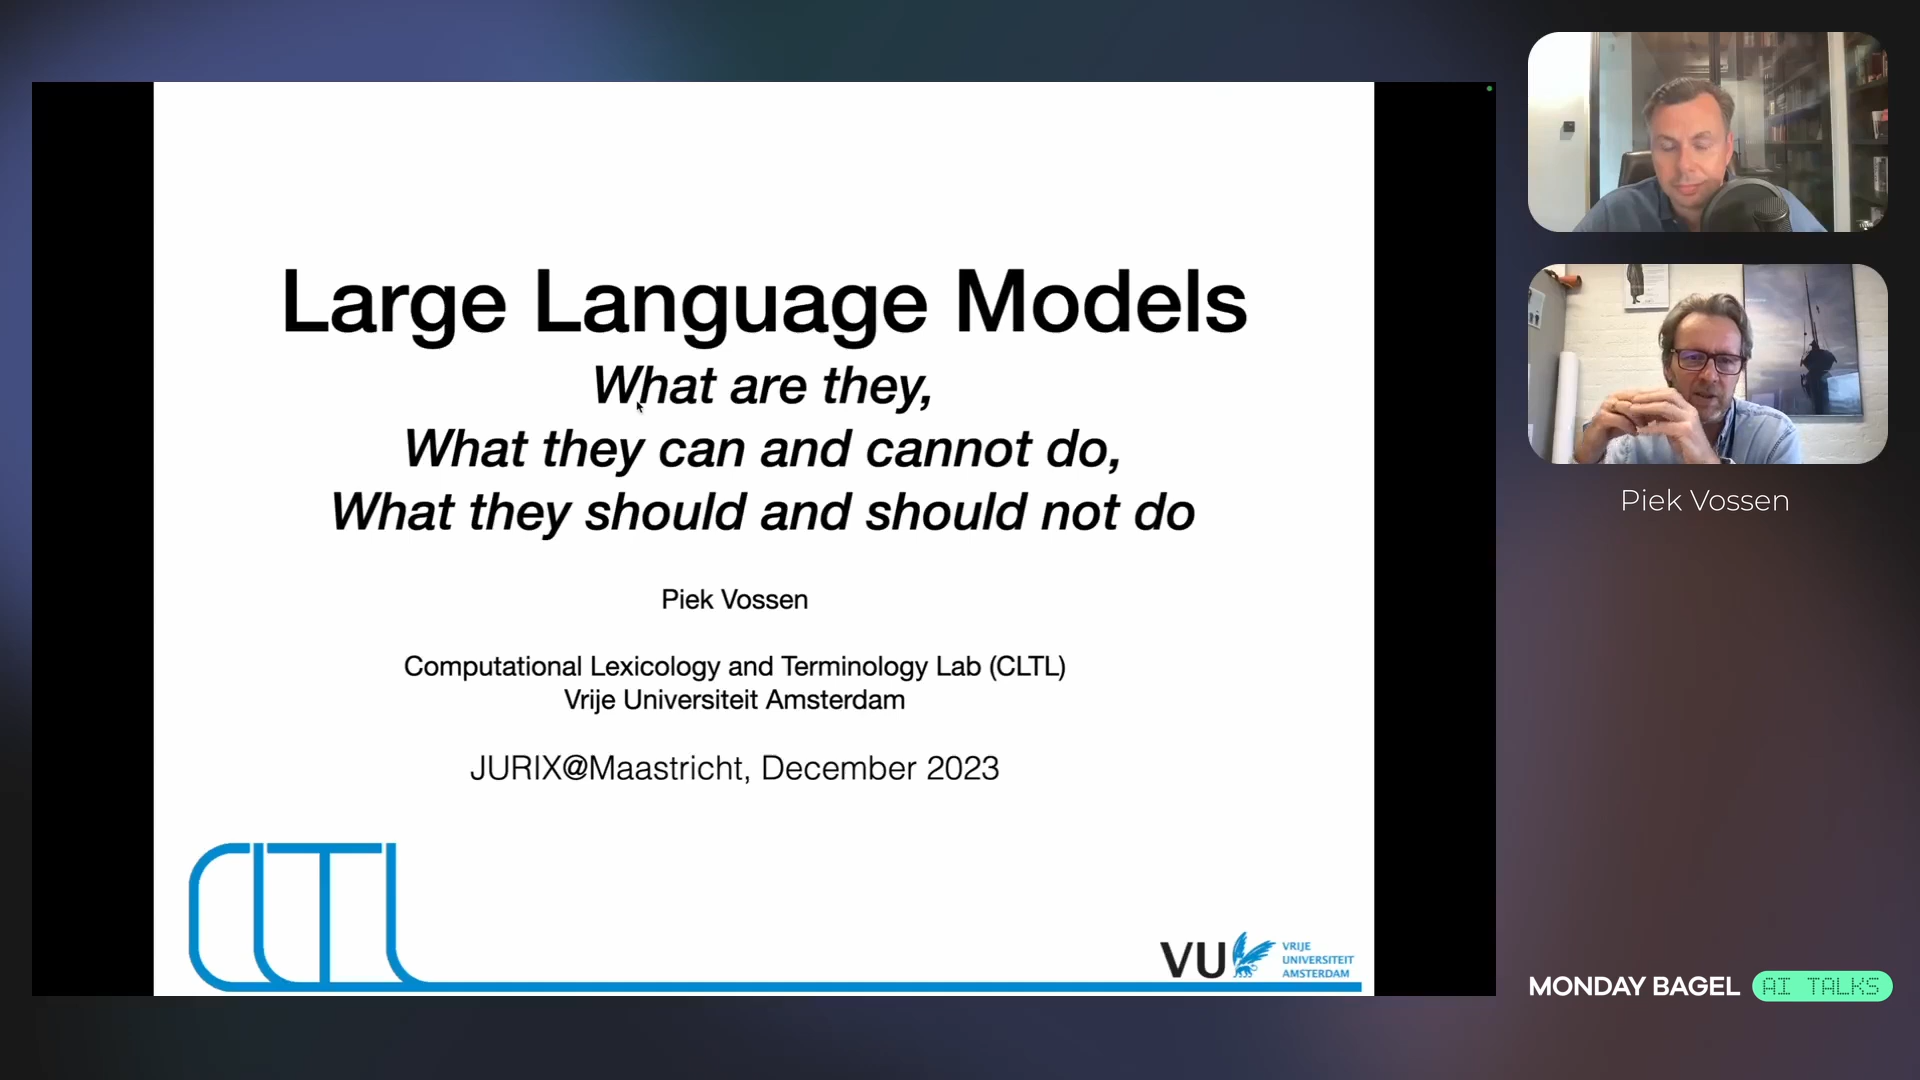 Large Language Models
What are they,
What they can and cannot do,
What they should and should not do
Piek Vossen
Computational Lexicology and Terminology Lab (CLTL)
Vrije Universiteit Amsterdam
JURIX@Maastricht, December 2023
CLTL
VU
VRIJE
UNIVERSITEIT
AMSTERDAM
Piek Vossen
MONDAY BAGEL AI TALKS